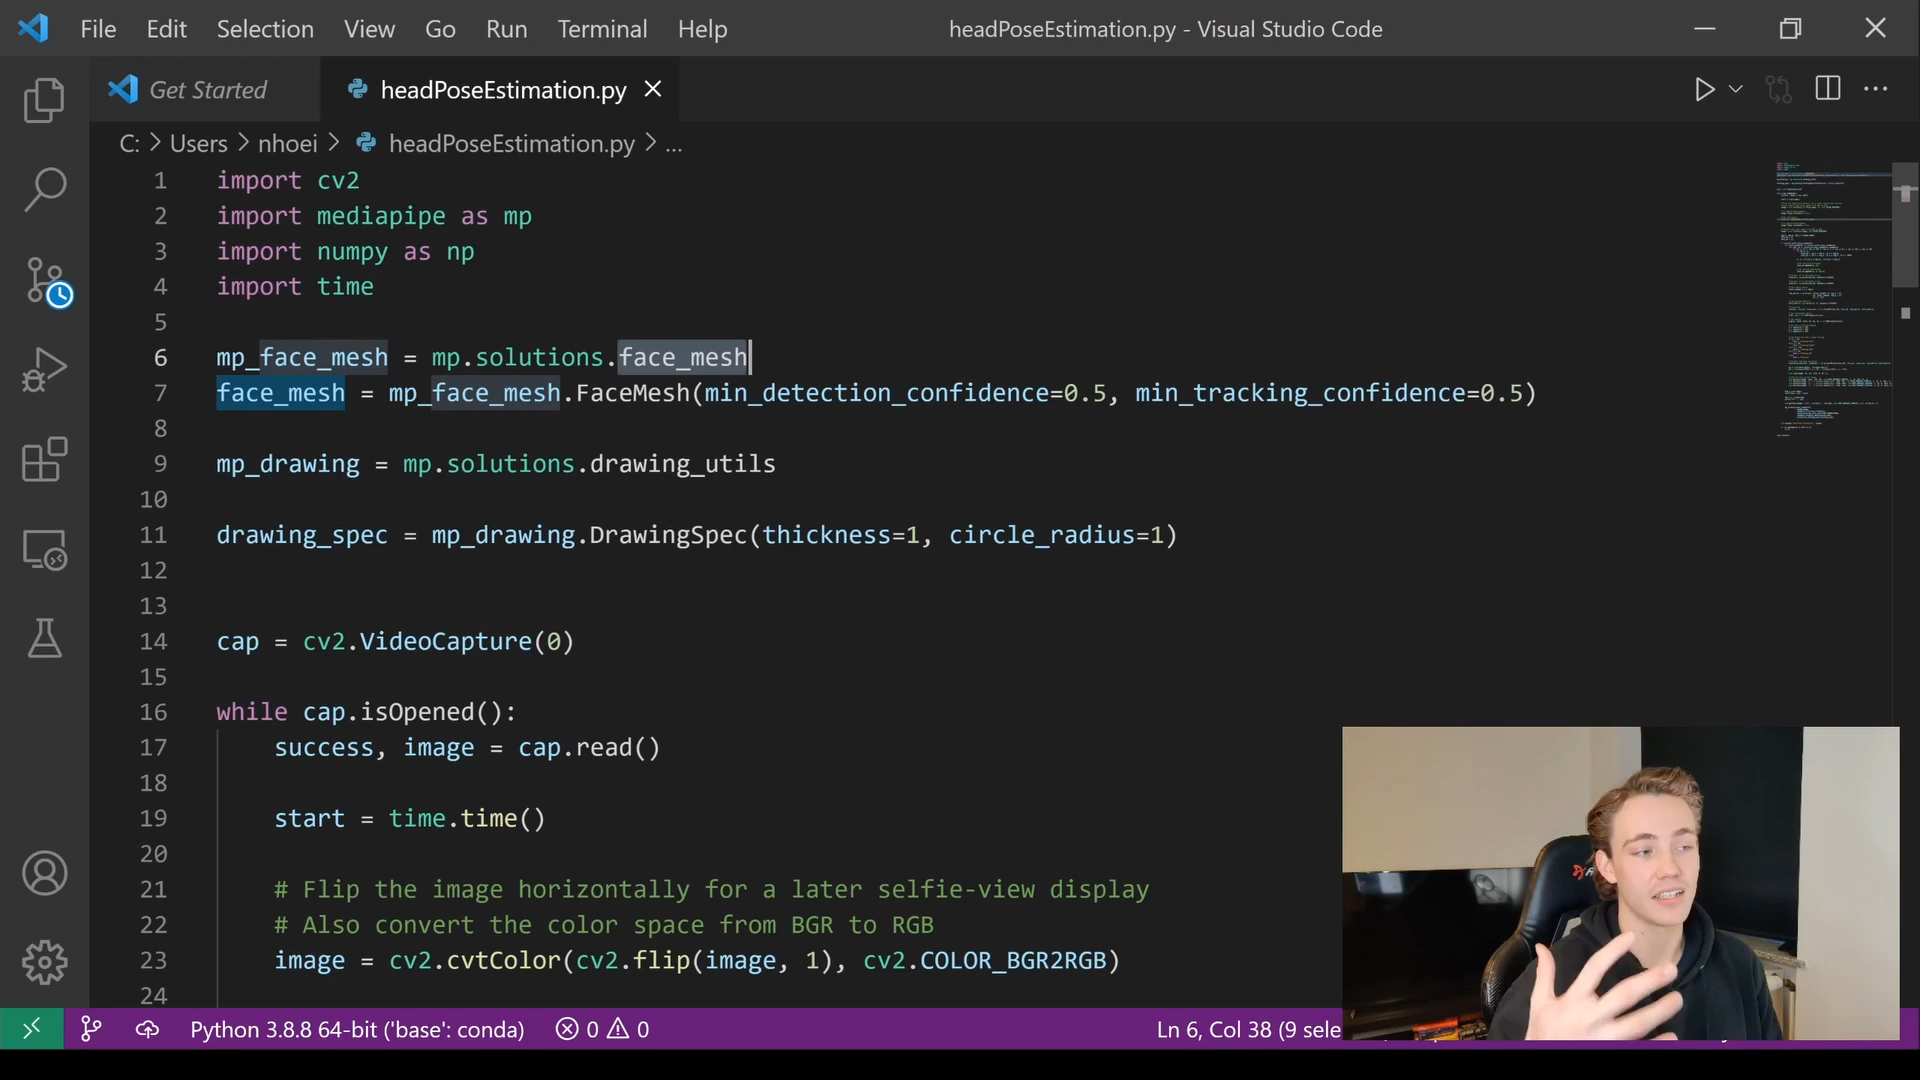 File Edit Selection View Go Run Terminal Help headPoseEstimation.py - Visual Studio Code
Get Started headPoseEstimation.py
C: > Users > nhoei > headPoseEstimation.py > ...
1 import cv2
2 import mediapipe as mp
3 import numpy as np
4 import time
5
6 mp_face_mesh = mp.solutions.face_mesh
7 face_mesh = mp_face_mesh.FaceMesh(min_detection_confidence=0.5, min_tracking_confidence=0.5)
8
9 mp_drawing = mp.solutions.drawing_utils
10
11 drawing_spec = mp_drawing.DrawingSpec(thickness=1, circle_radius=1)
12
13
14 cap = cv2.VideoCapture(0)
15
16 while cap.isOpened():
17 success, image = cap.read()
18
19 start = time.time()
20
21 # Flip the image horizontally for a later selfie-view display
22 # Also convert the color space from BGR to RGB
23 image = cv2.cvtColor(cv2.flip(image, 1), cv2.COLOR_BGR2RGB)
24
Python 3.8.8 64-bit ('base': conda) 0 0 Ln 6, Col 38 (9 sele